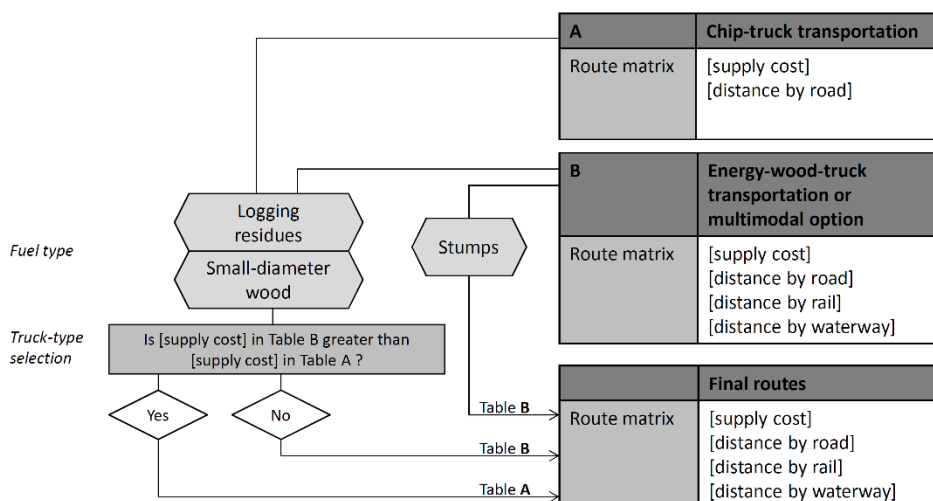 A Chip-truck transportation
Route matrix [supply cost]
[distance by road]
B Energy-wood-truck
transportation or
multimodal option
Route matrix [supply cost]
[distance by road]
[distance by rail]
[distance by waterway]
Fuel type
Logging
residues
Small-diameter
wood
Stumps
Truck-type
selection
Is [supply cost] in Table B greater than
[supply cost] in Table A ?
Yes
No
Table B
Table B
Table A
Final routes
Route matrix [supply cost]
[distance by road]
[distance by rail]
[distance by waterway]